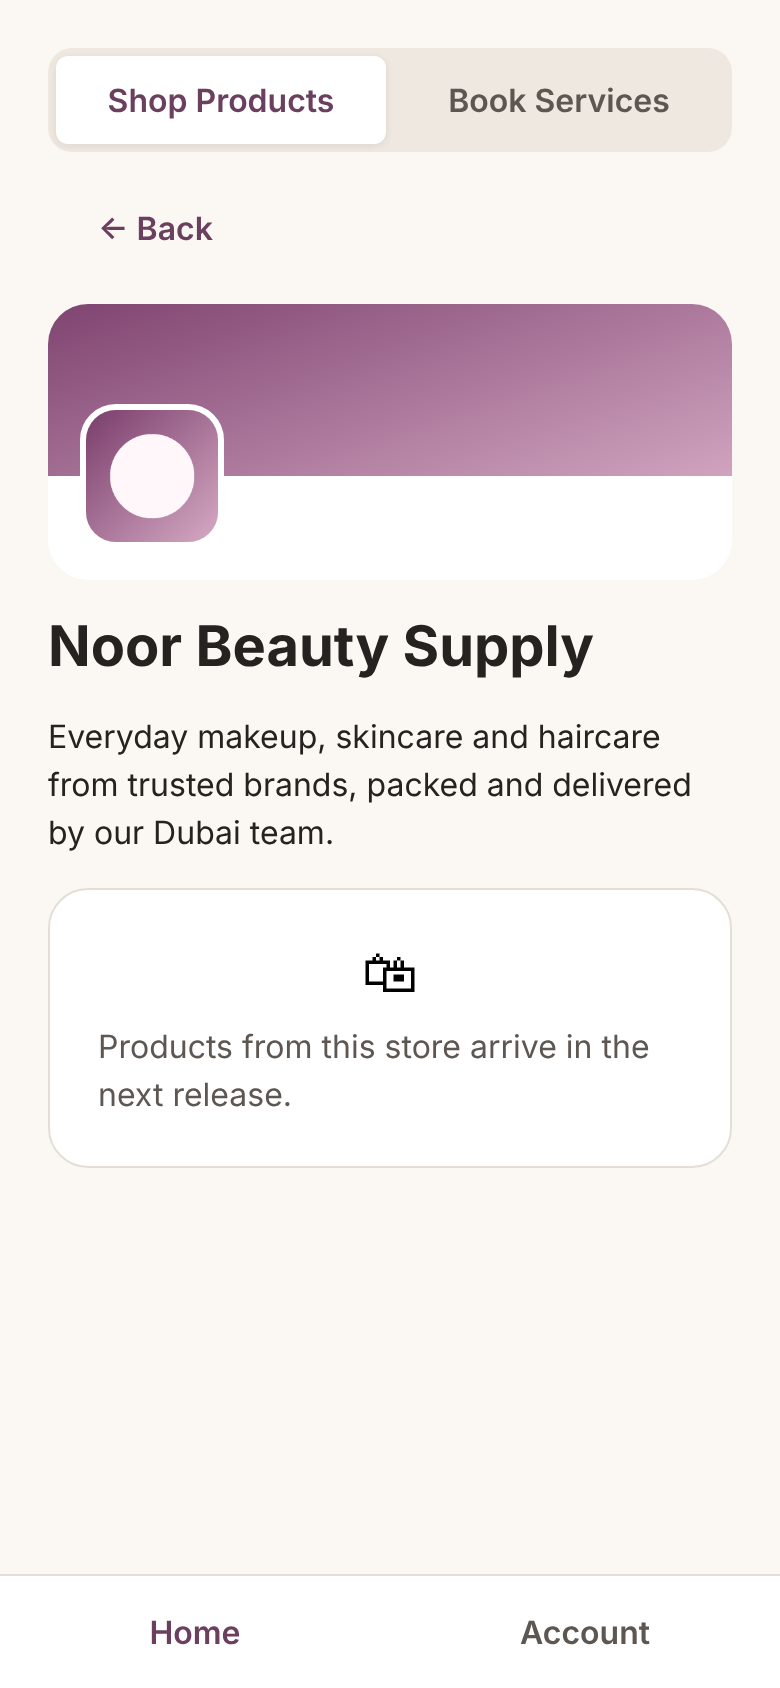 Shop Products
Book Services
← Back
Noor Beauty Supply
Everyday makeup, skincare and haircare
from trusted brands, packed and delivered
by our Dubai team.
Products from this store arrive in the
next release.
Home
Account